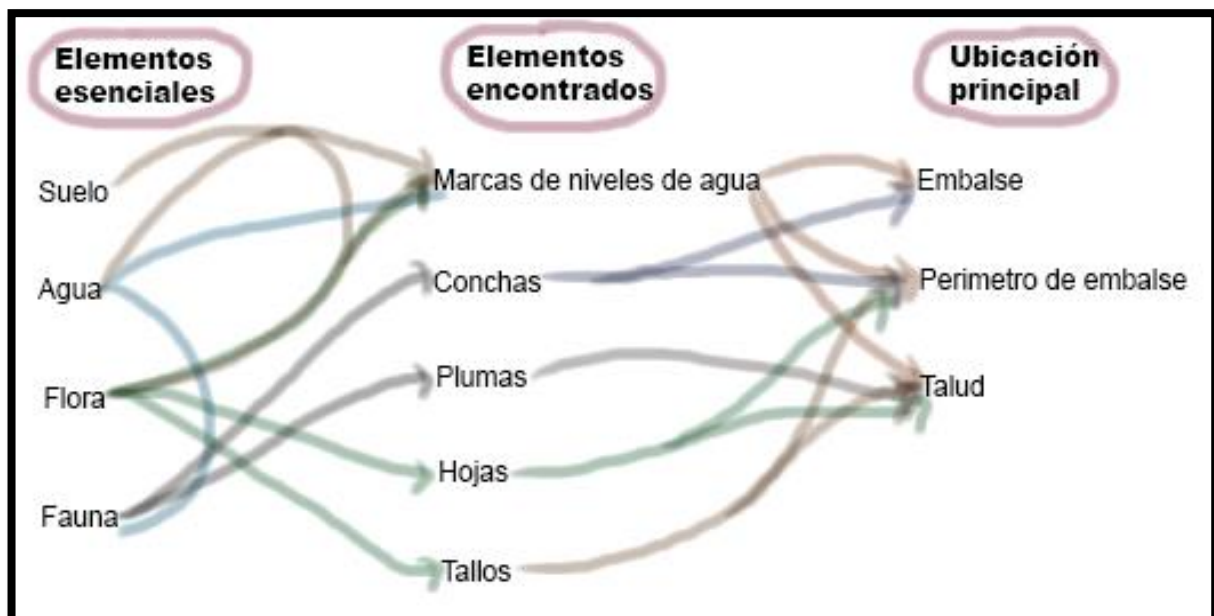 Elementos
esenciales
Elementos
encontrados
Ubicación
principal
Suelo
Agua
Flora
Fauna
Marcas de niveles de agua
Conchas
Plumas
Hojas
Tallos
Embalse
Perimetro de embalse
Talud